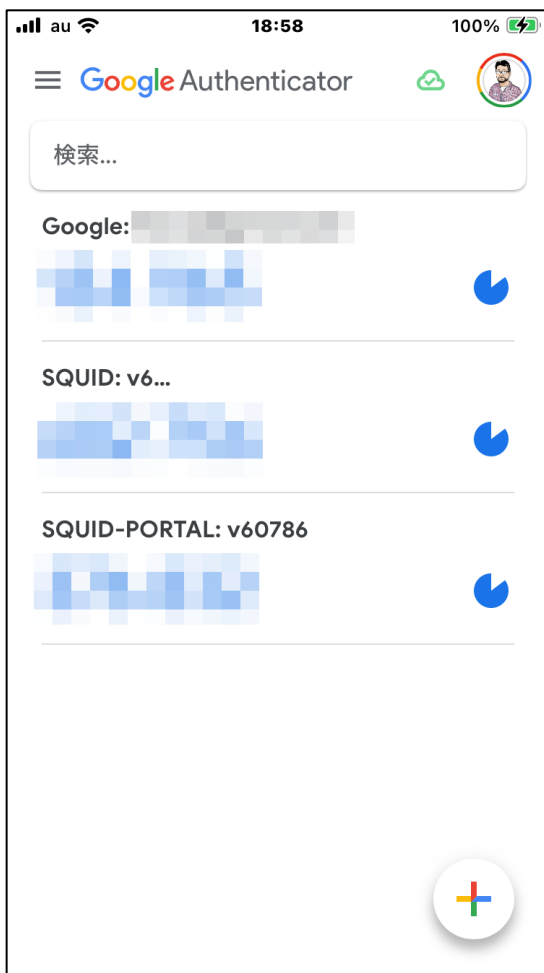 au 18:58 100%
Google Authenticator
検索...
Google:
SQUID: v6...
SQUID-PORTAL: v60786